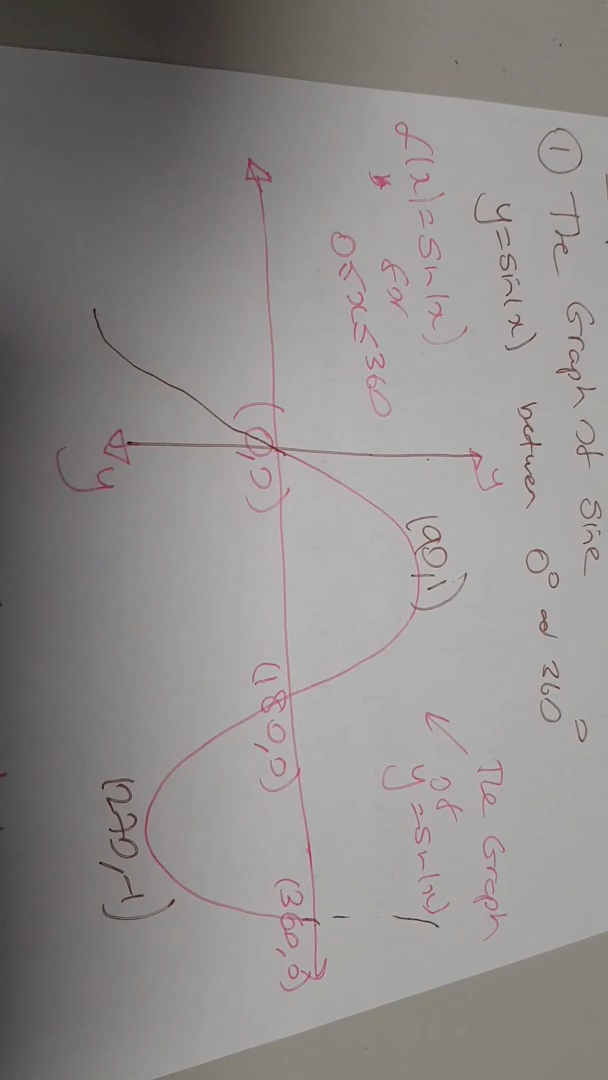 ① The Graph of Sine
y=sin(x) between 0° and 360°
f(x)=sin(x)
for
0≤x≤360
y
(90,1)
The Graph
of
y=sin(x)
(0,0)
(180,0)
(360,0)
(270,-1)
y